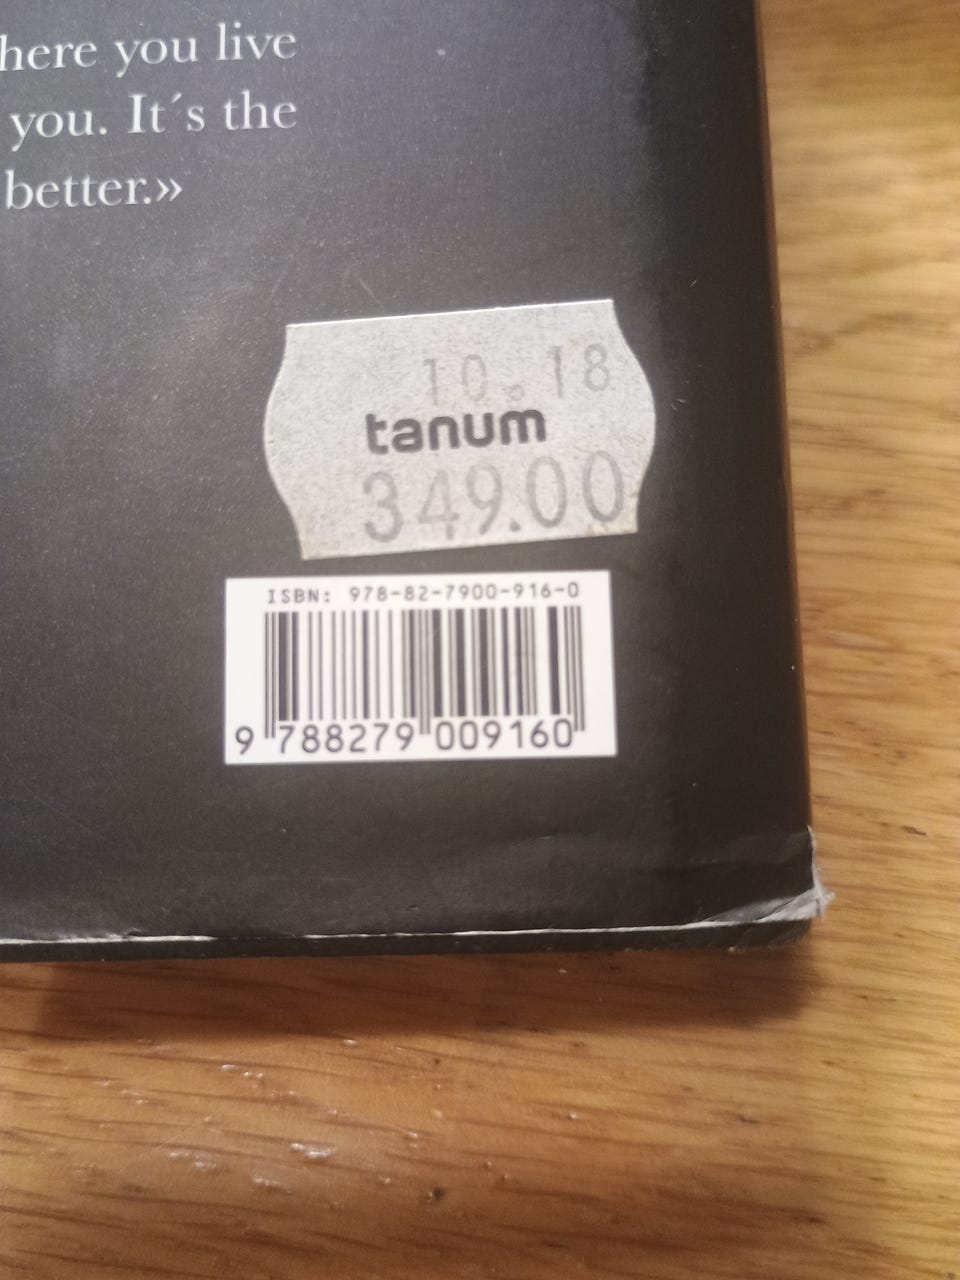 here you live
you. It´s the
better.»
10.18
tanum
349.00
ISBN: 978-82-7900-916-0
9 788279 009160